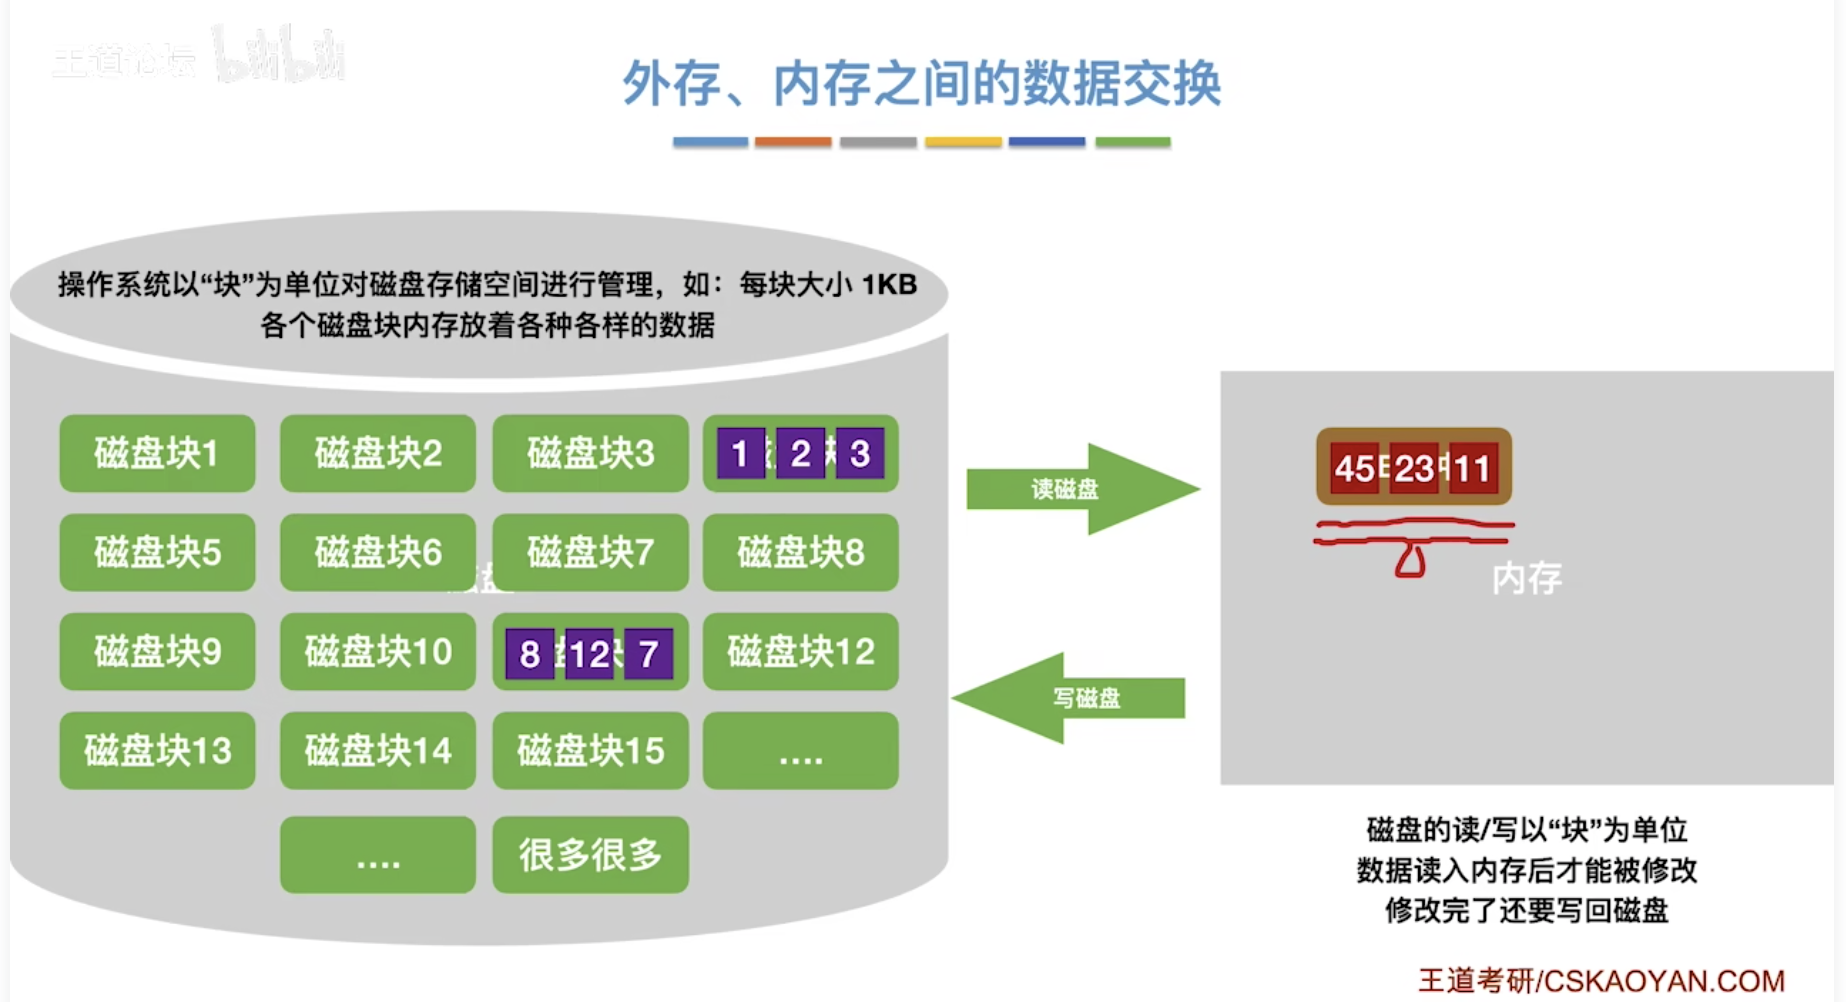 王道论坛 bilibili
外存、内存之间的数据交换
操作系统以“块”为单位对磁盘存储空间进行管理，如：每块大小 1KB
各个磁盘块内存放着各种各样的数据
磁盘块1 磁盘块2 磁盘块3 1 2 3
磁盘块5 磁盘块6 磁盘块7 磁盘块8
磁盘块9 磁盘块10 8 12 7 磁盘块12
磁盘块13 磁盘块14 磁盘块15 ....
.... 很多很多
读磁盘
写磁盘
45 23 11
内存
磁盘的读/写以“块”为单位
数据读入内存后才能被修改
修改完了还要写回磁盘
王道考研/CSKAOYAN.COM